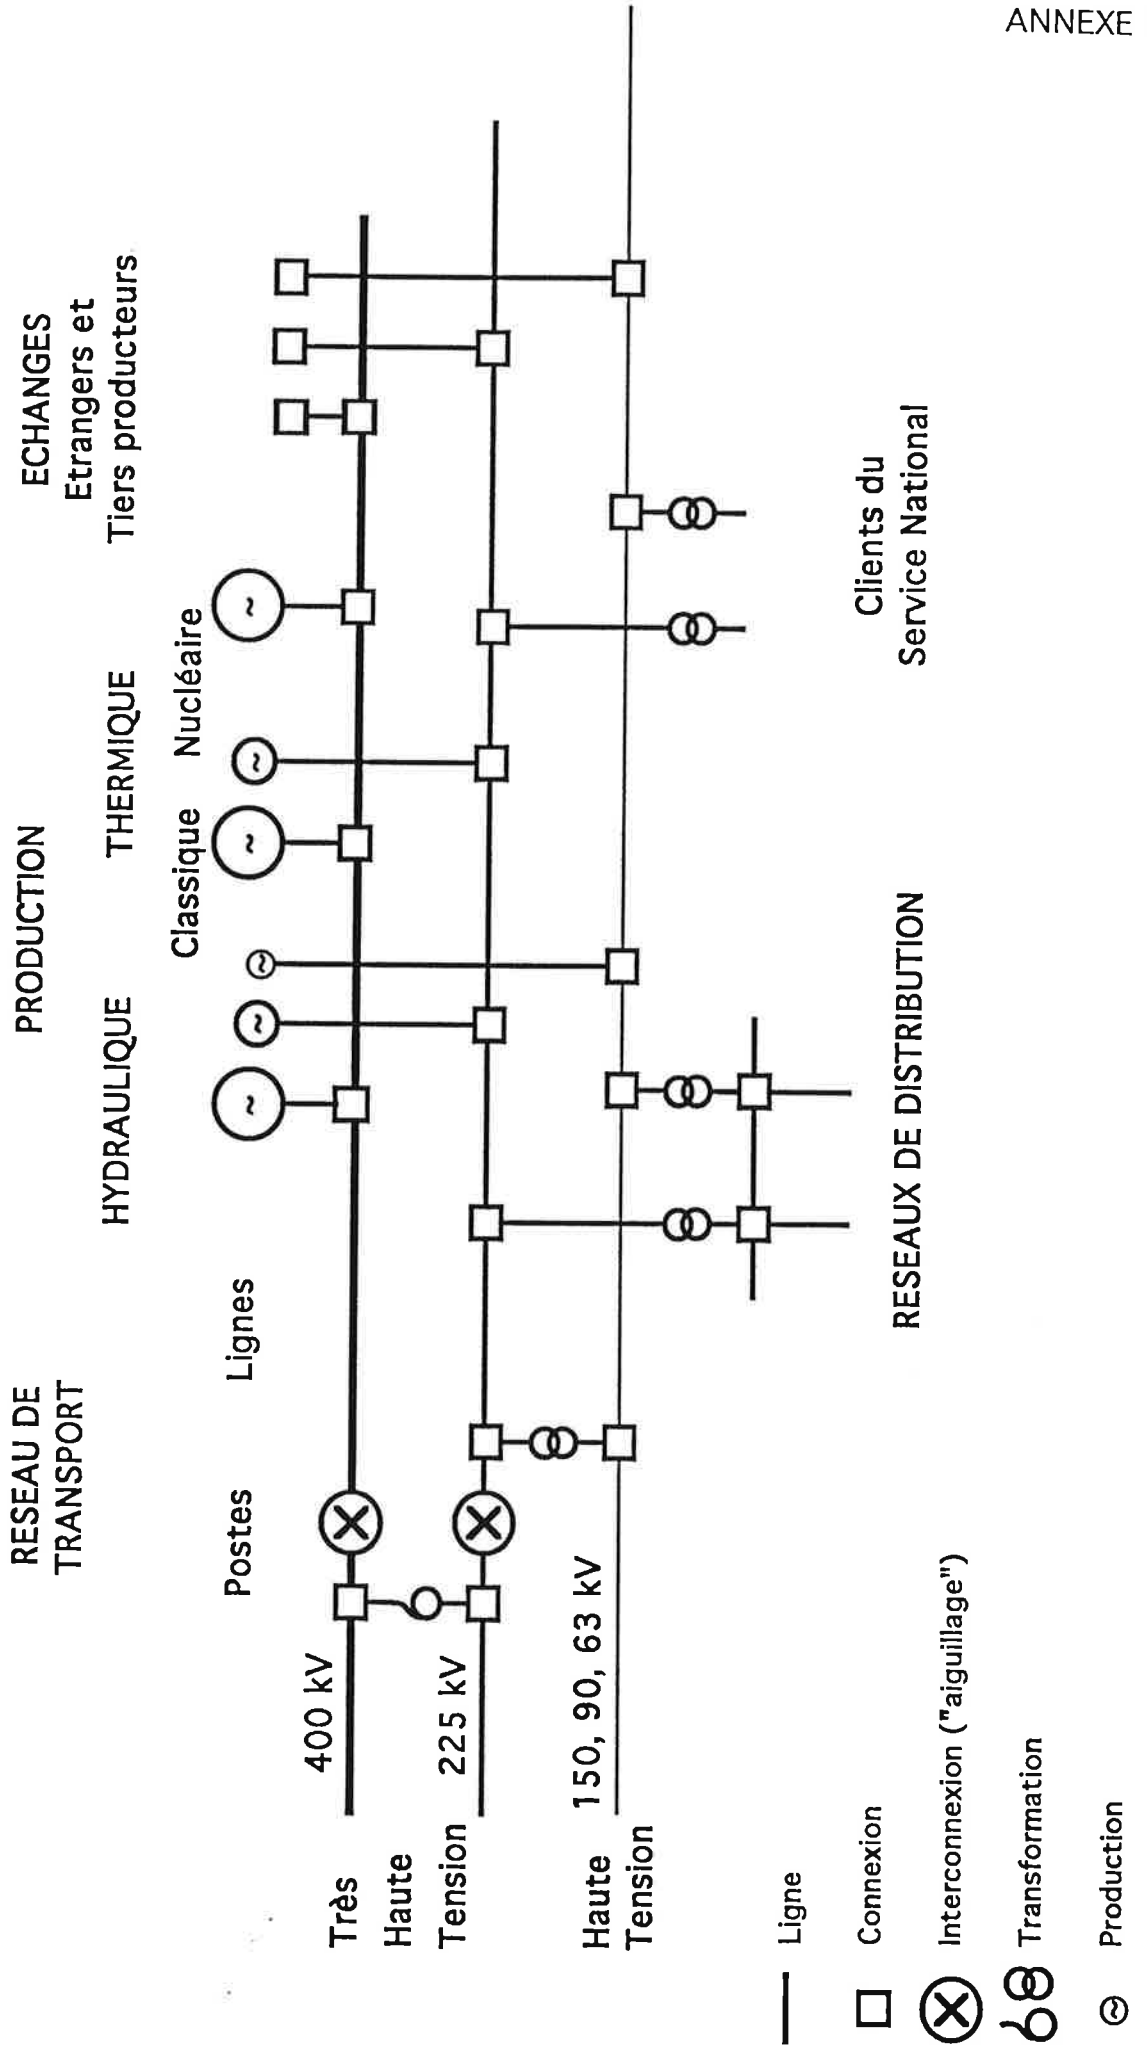 ANNEXE
RESEAU DE
TRANSPORT
Postes
Lignes
PRODUCTION
HYDRAULIQUE
THERMIQUE
Classique
Nucléaire
ECHANGES
Etrangers et
Tiers producteurs
Très
Haute
Tension
400 kV
225 kV
Haute
Tension
150, 90, 63 kV
RESEAUX DE DISTRIBUTION
Clients du
Service National
Ligne
Connexion
Interconnexion ("aiguillage")
Transformation
Production